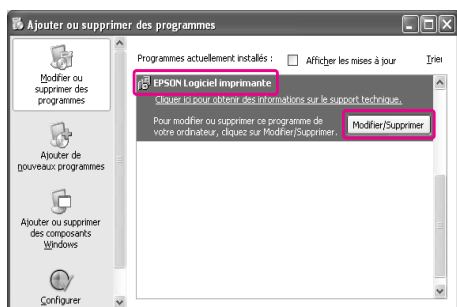 Ajouter ou supprimer des programmes
Modifier ou
supprimer des
programmes
Ajouter de
nouveaux programmes
Ajouter ou supprimer
des composants
Windows
Configurer
Programmes actuellement installés :
Afficher les mises à jour
Trier
EPSON Logiciel imprimante
Cliquer ici pour obtenir des informations sur le support technique.
Pour modifier ou supprimer ce programme de
votre ordinateur, cliquez sur Modifier/Supprimer.
Modifier/Supprimer